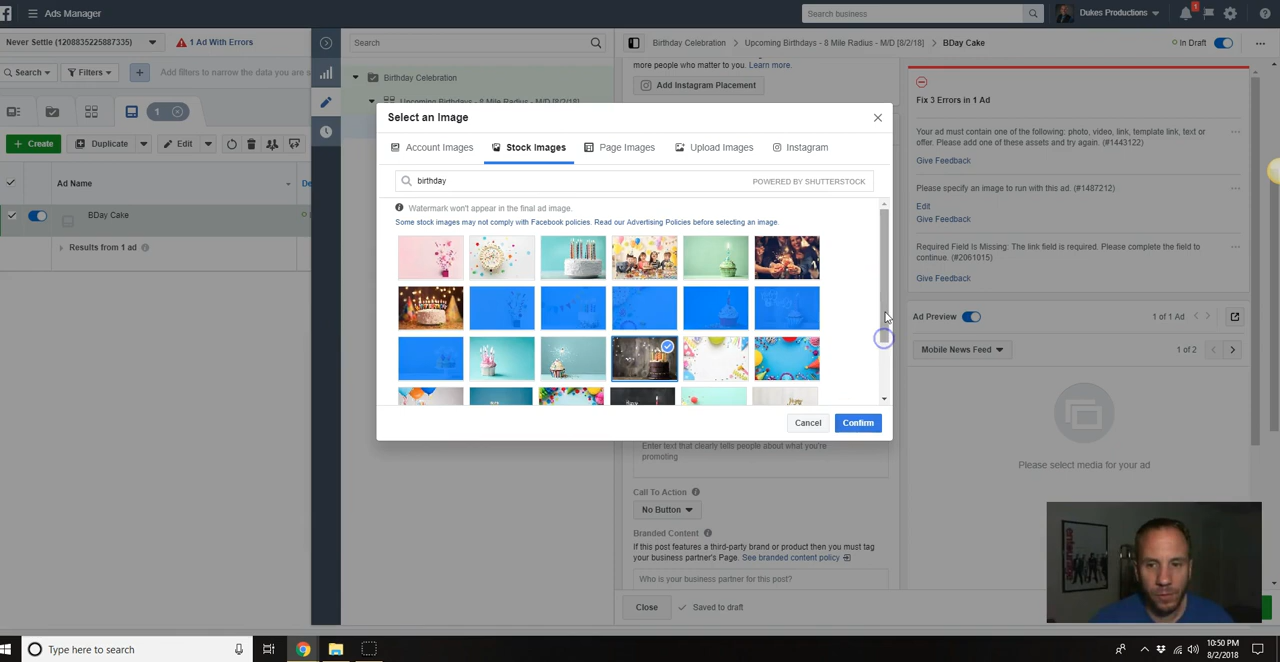 Ads Manager
Search business
Dukes Productions
1
Never Settle (1208835225887335)
1 Ad With Errors
Search
Birthday Celebration > Upcoming Birthdays - 8 Mile Radius - M/D [8/2/18] > BDay Cake
In Draft
Search
Filters
Add filters to narrow the data you are s
Birthday Celebration
Upcoming Birthdays - 8 Mile Radius - M/D [8/2/18]
more people who matter to you. Learn more.
Add Instagram Placement
Fix 3 Errors in 1 Ad
1
Select an Image
Create
Duplicate
Edit
Account Images
Stock Images
Page Images
Upload Images
Instagram
Your ad must contain one of the following: photo, video, link, template link, text or
offer. Please add one of these assets and try again. (#1443122)
Give Feedback
birthday
POWERED BY SHUTTERSTOCK
Ad Name
De
Please specify an image to run with this ad. (#1487212)
Edit
Give Feedback
Watermark won't appear in the final ad image.
Some stock images may not comply with Facebook policies. Read our Advertising Policies before selecting an image.
BDay Cake
Results from 1 ad
Required Field Is Missing: The link field is required. Please complete the field to
continue. (#2061015)
Give Feedback
Ad Preview
1 of 1 Ad
Mobile News Feed
1 of 2
Cancel
Confirm
Enter text that clearly tells people about what you're
promoting
Please select media for your ad
Call To Action
No Button
Branded Content
If this post features a third-party brand or product then you must tag
your business partner's Page. See branded content policy
Who is your business partner for this post?
Close
Saved to draft
Type here to search
10:50 PM
8/2/2018